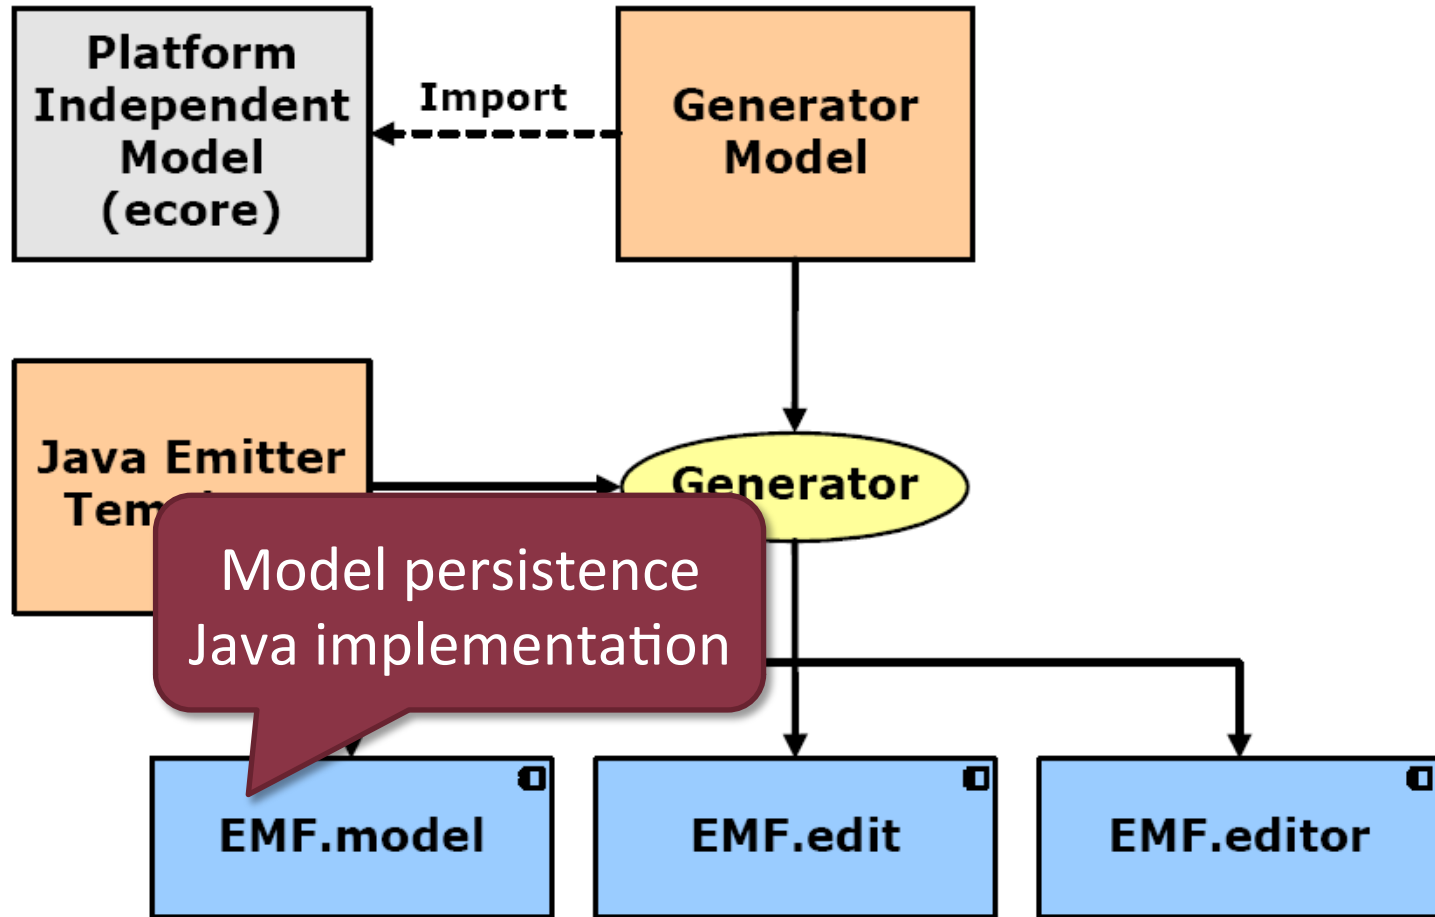 Platform
Independent
Model
(ecore)
Import
Generator
Model
Java Emitter
Generator
Model persistence
Java implementation
EMF.model
EMF.edit
EMF.editor